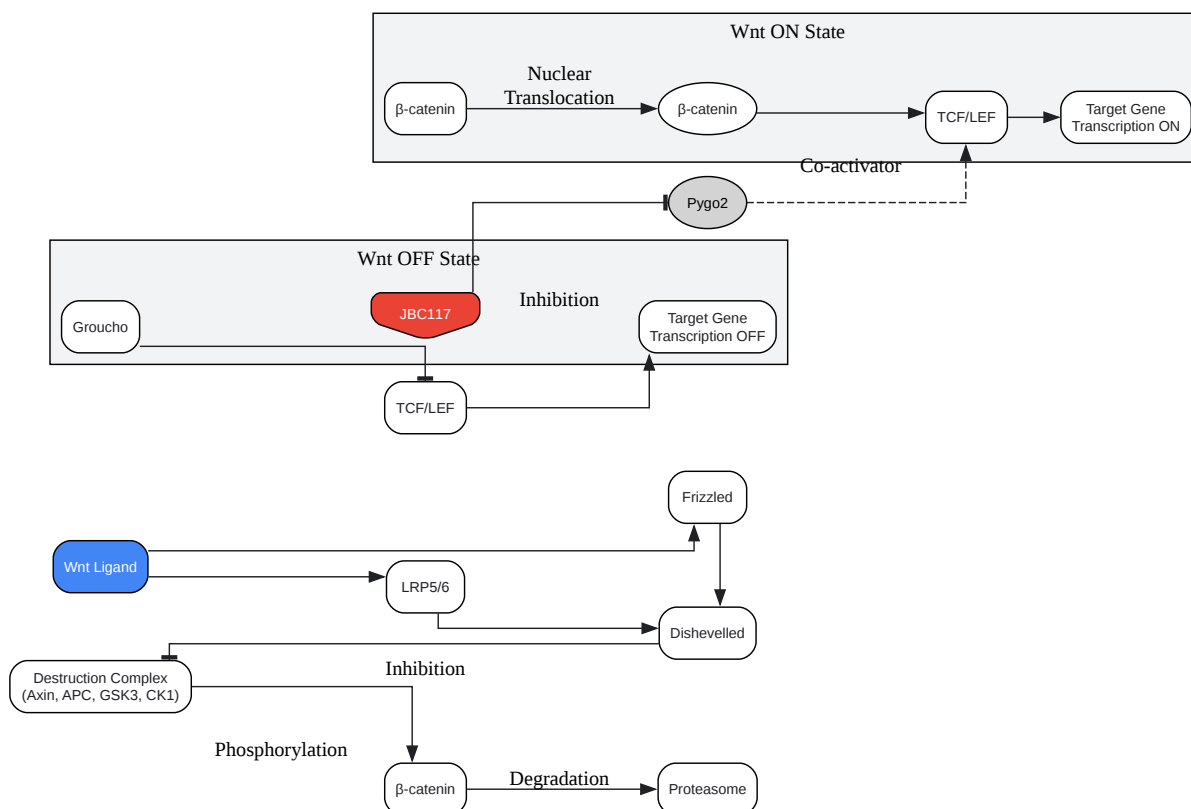 Wnt ON State
Nuclear
Translocation
β-catenin
β-catenin
TCF/LEF
Target Gene
Transcription ON
Co-activator
Pygo2
Wnt OFF State
Groucho
JBC117
Inhibition
Target Gene
Transcription OFF
TCF/LEF
Frizzled
Wnt Ligand
LRP5/6
Dishevelled
Inhibition
Destruction Complex
(Axin, APC, GSK3, CK1)
Phosphorylation
β-catenin
Degradation
Proteasome